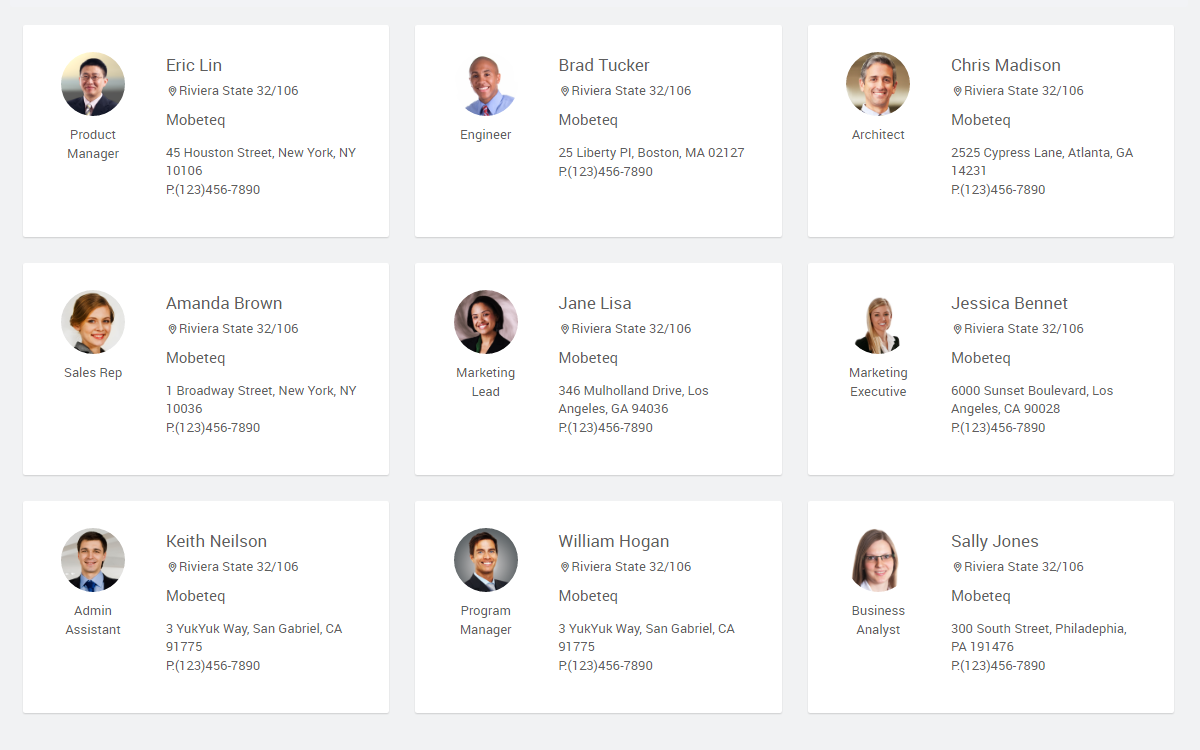 Eric Lin
Riviera State 32/106
Mobeteq
Product
Manager
45 Houston Street, New York, NY
10106
P.(123)456-7890
Brad Tucker
Riviera State 32/106
Mobeteq
Engineer
25 Liberty PI, Boston, MA 02127
P.(123)456-7890
Chris Madison
Riviera State 32/106
Mobeteq
Architect
2525 Cypress Lane, Atlanta, GA
14231
P.(123)456-7890
Amanda Brown
Riviera State 32/106
Mobeteq
Sales Rep
1 Broadway Street, New York, NY
10036
P.(123)456-7890
Jane Lisa
Riviera State 32/106
Mobeteq
Marketing
Lead
346 Mulholland Drive, Los
Angeles, GA 94036
P.(123)456-7890
Jessica Bennet
Riviera State 32/106
Mobeteq
Marketing
Executive
6000 Sunset Boulevard, Los
Angeles, CA 90028
P.(123)456-7890
Keith Neilson
Riviera State 32/106
Mobeteq
Admin
Assistant
3 YukYuk Way, San Gabriel, CA
91775
P.(123)456-7890
William Hogan
Riviera State 32/106
Mobeteq
Program
Manager
3 YukYuk Way, San Gabriel, CA
91775
P.(123)456-7890
Sally Jones
Riviera State 32/106
Mobeteq
Business
Analyst
300 South Street, Philadephia,
PA 191476
P.(123)456-7890